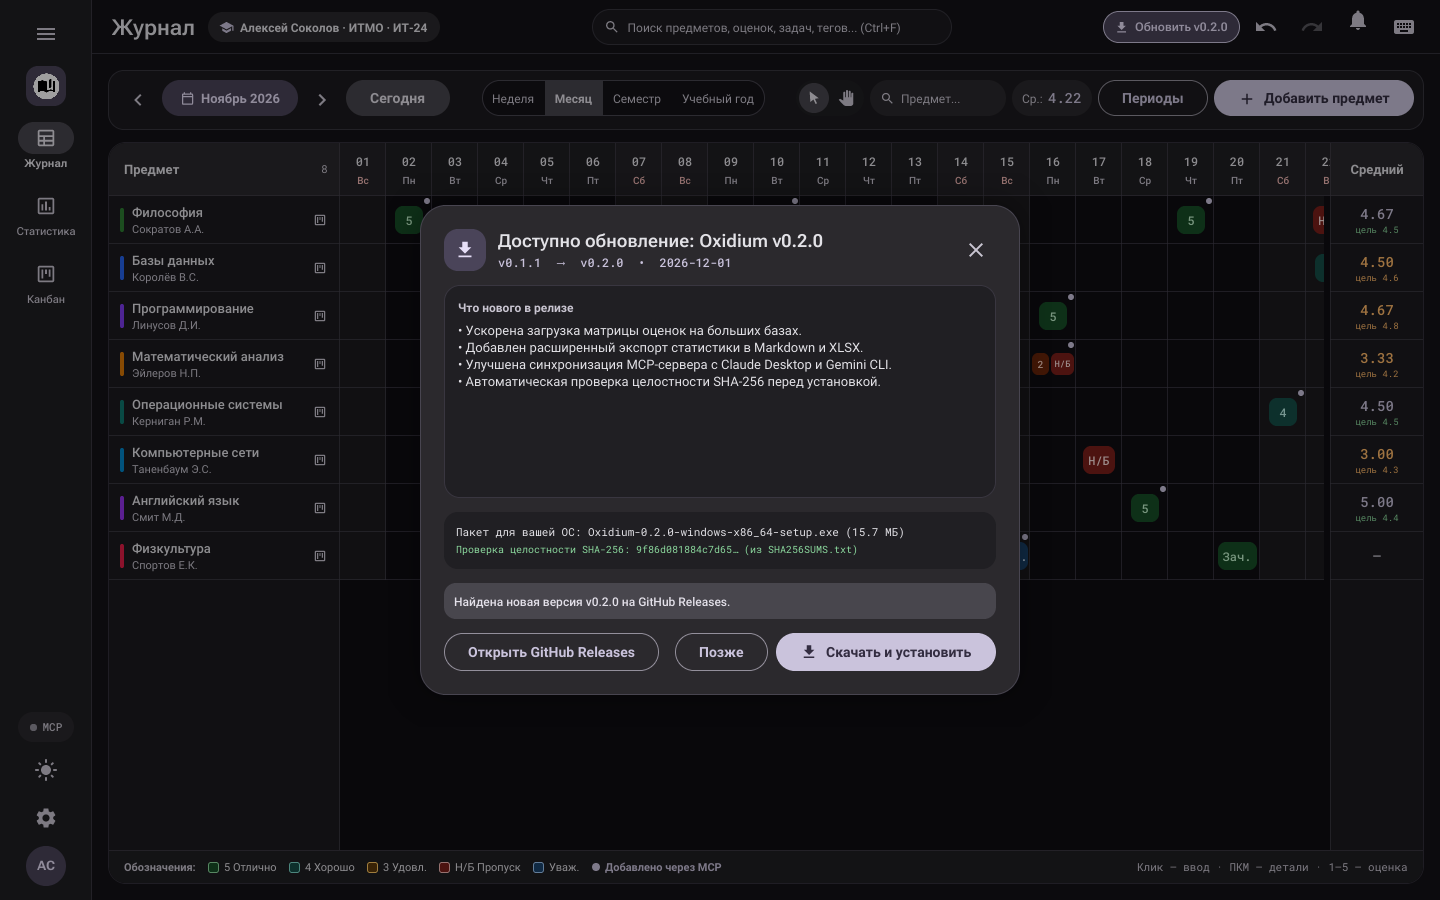 Журнал
Алексей Соколов · ИТМО · ИТ-24
Поиск предметов, оценок, задач, тегов... (Ctrl+F)
Обновить v0.2.0
Ноябрь 2026
Сегодня
Неделя Месяц Семестр Учебный год
Предмет...
Ср.: 4.22
Периоды
Добавить предмет
Журнал
Статистика
Канбан
MCP
АС
Предмет 8
01 02 03 04 05 06 07 08 09 10 11 12 13 14 15 16 17 18 19 20 21
Вс Пн Вт Ср Чт Пт Сб Вс Пн Вт Ср Чт Пт Сб Вс Пн Вт Ср Чт Пт Сб
Средний
Философия
Сократов А.А.
5 5
4.67
цель 4.5
Базы данных
Королёв В.С.
4.50
цель 4.6
Программирование
Линусов Д.И.
5
4.67
цель 4.8
Математический анализ
Эйлеров Н.П.
2 Н/Б
3.33
цель 4.2
Операционные системы
Керниган Р.М.
4
4.50
цель 4.5
Компьютерные сети
Таненбаум Э.С.
Н/Б
3.00
цель 4.3
Английский язык
Смит М.Д.
5
5.00
цель 4.4
Физкультура
Спортов Е.К.
Зач.
—
Доступно обновление: Oxidium v0.2.0
v0.1.1 → v0.2.0 • 2026-12-01
Что нового в релизе
• Ускорена загрузка матрицы оценок на больших базах.
• Добавлен расширенный экспорт статистики в Markdown и XLSX.
• Улучшена синхронизация MCP-сервера с Claude Desktop и Gemini CLI.
• Автоматическая проверка целостности SHA-256 перед установкой.
Пакет для вашей ОС: Oxidium-0.2.0-windows-x86_64-setup.exe (15.7 МБ)
Проверка целостности SHA-256: 9f86d081884c7d65… (из SHA256SUMS.txt)
Найдена новая версия v0.2.0 на GitHub Releases.
Открыть GitHub Releases
Позже
Скачать и установить
Обозначения: 5 Отлично 4 Хорошо 3 Удовл. Н/Б Пропуск Уваж. Добавлено через MCP
Клик — ввод · ПКМ — детали · 1–5 — оценка